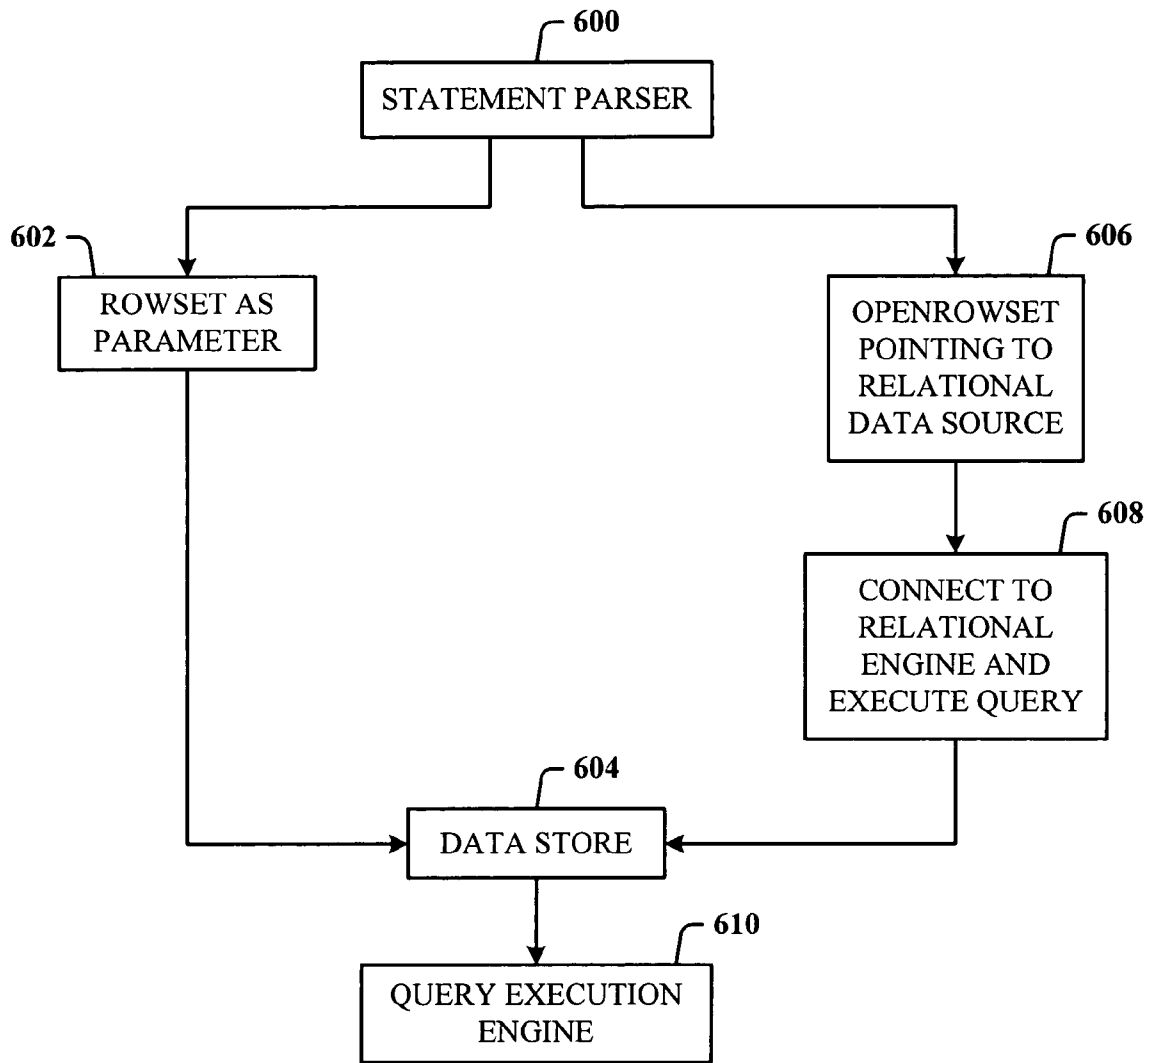 600
STATEMENT PARSER
602
ROWSET AS
PARAMETER
606
OPENROWSET
POINTING TO
RELATIONAL
DATA SOURCE
608
CONNECT TO
RELATIONAL
ENGINE AND
EXECUTE QUERY
604
DATA STORE
610
QUERY EXECUTION
ENGINE